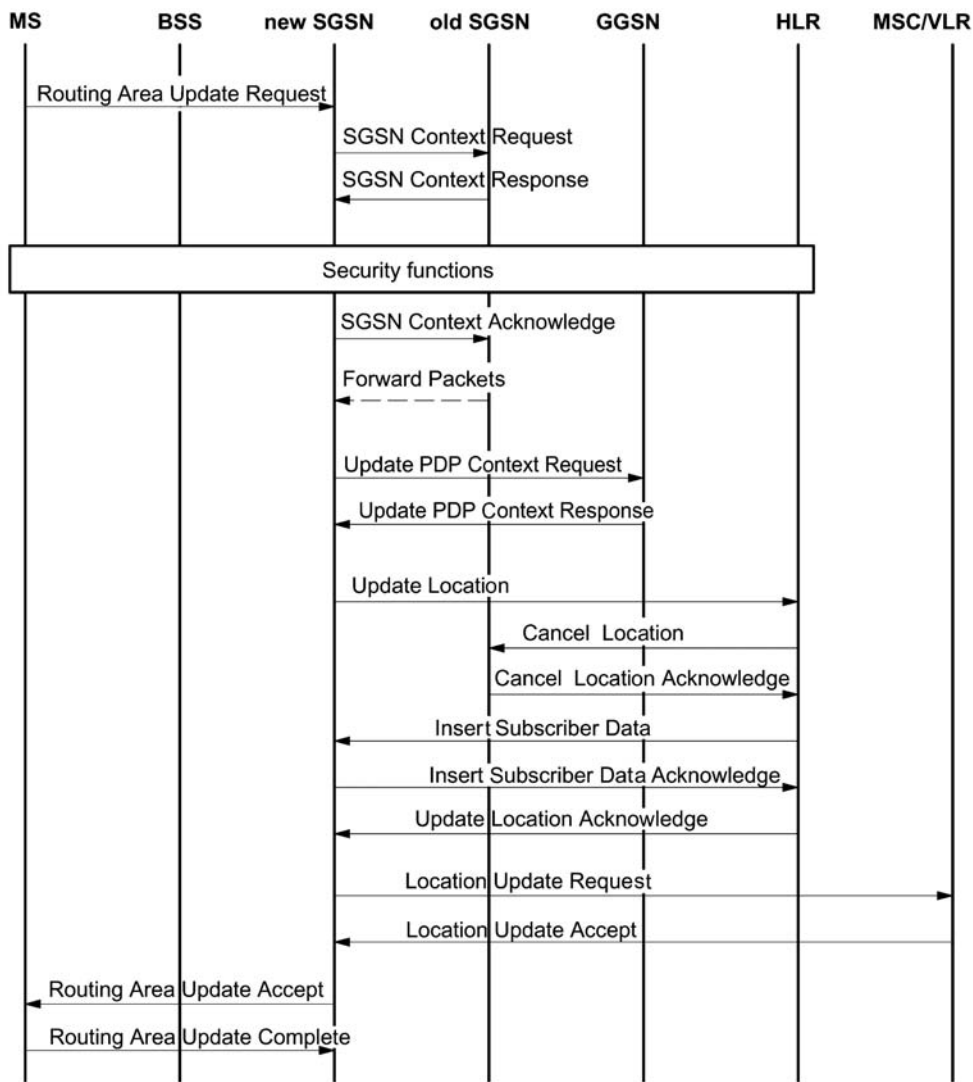 MS BSS new SGSN old SGSN GGSN HLR MSC/VLR
Routing Area Update Request
SGSN Context Request
SGSN Context Response
Security functions
SGSN Context Acknowledge
Forward Packets
Update PDP Context Request
Update PDP Context Response
Update Location
Cancel Location
Cancel Location Acknowledge
Insert Subscriber Data
Insert Subscriber Data Acknowledge
Update Location Acknowledge
Location Update Request
Location Update Accept
Routing Area Update Accept
Routing Area Update Complete